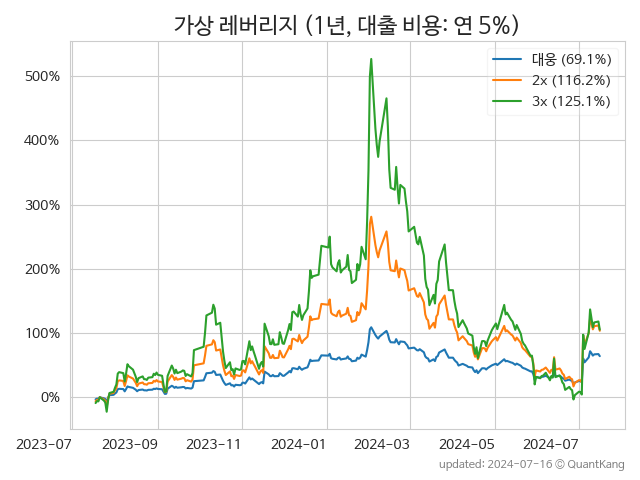 가상 레버리지 (1년, 대출 비용: 연 5%)
대웅 (69.1%)
2x (116.2%)
3x (125.1%)
500%
400%
300%
200%
100%
0%
2023-07 2023-09 2023-11 2024-01 2024-03 2024-05 2024-07
updated: 2024-07-16 © QuantKang